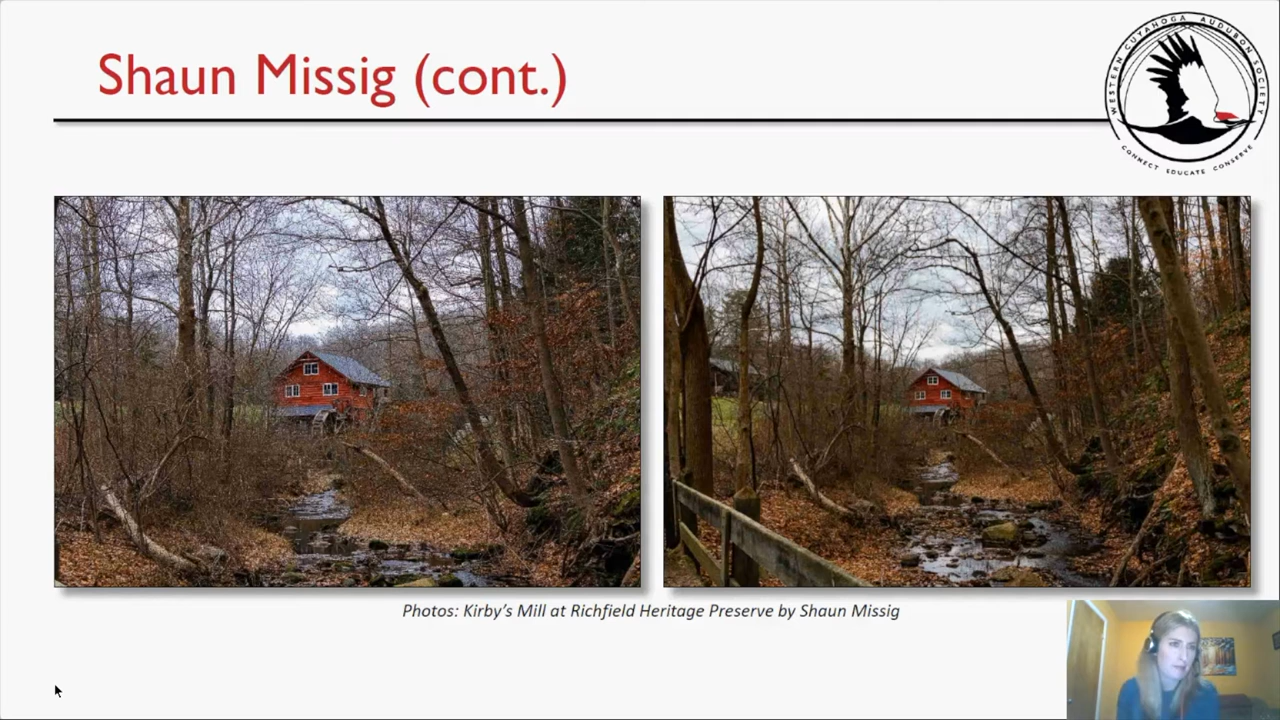 Shaun Missig (cont.)
WESTERN CUYAHOGA AUDUBON SOCIETY
CONNECT EDUCATE CONSERVE
Photos: Kirby's Mill at Richfield Heritage Preserve by Shaun Missig